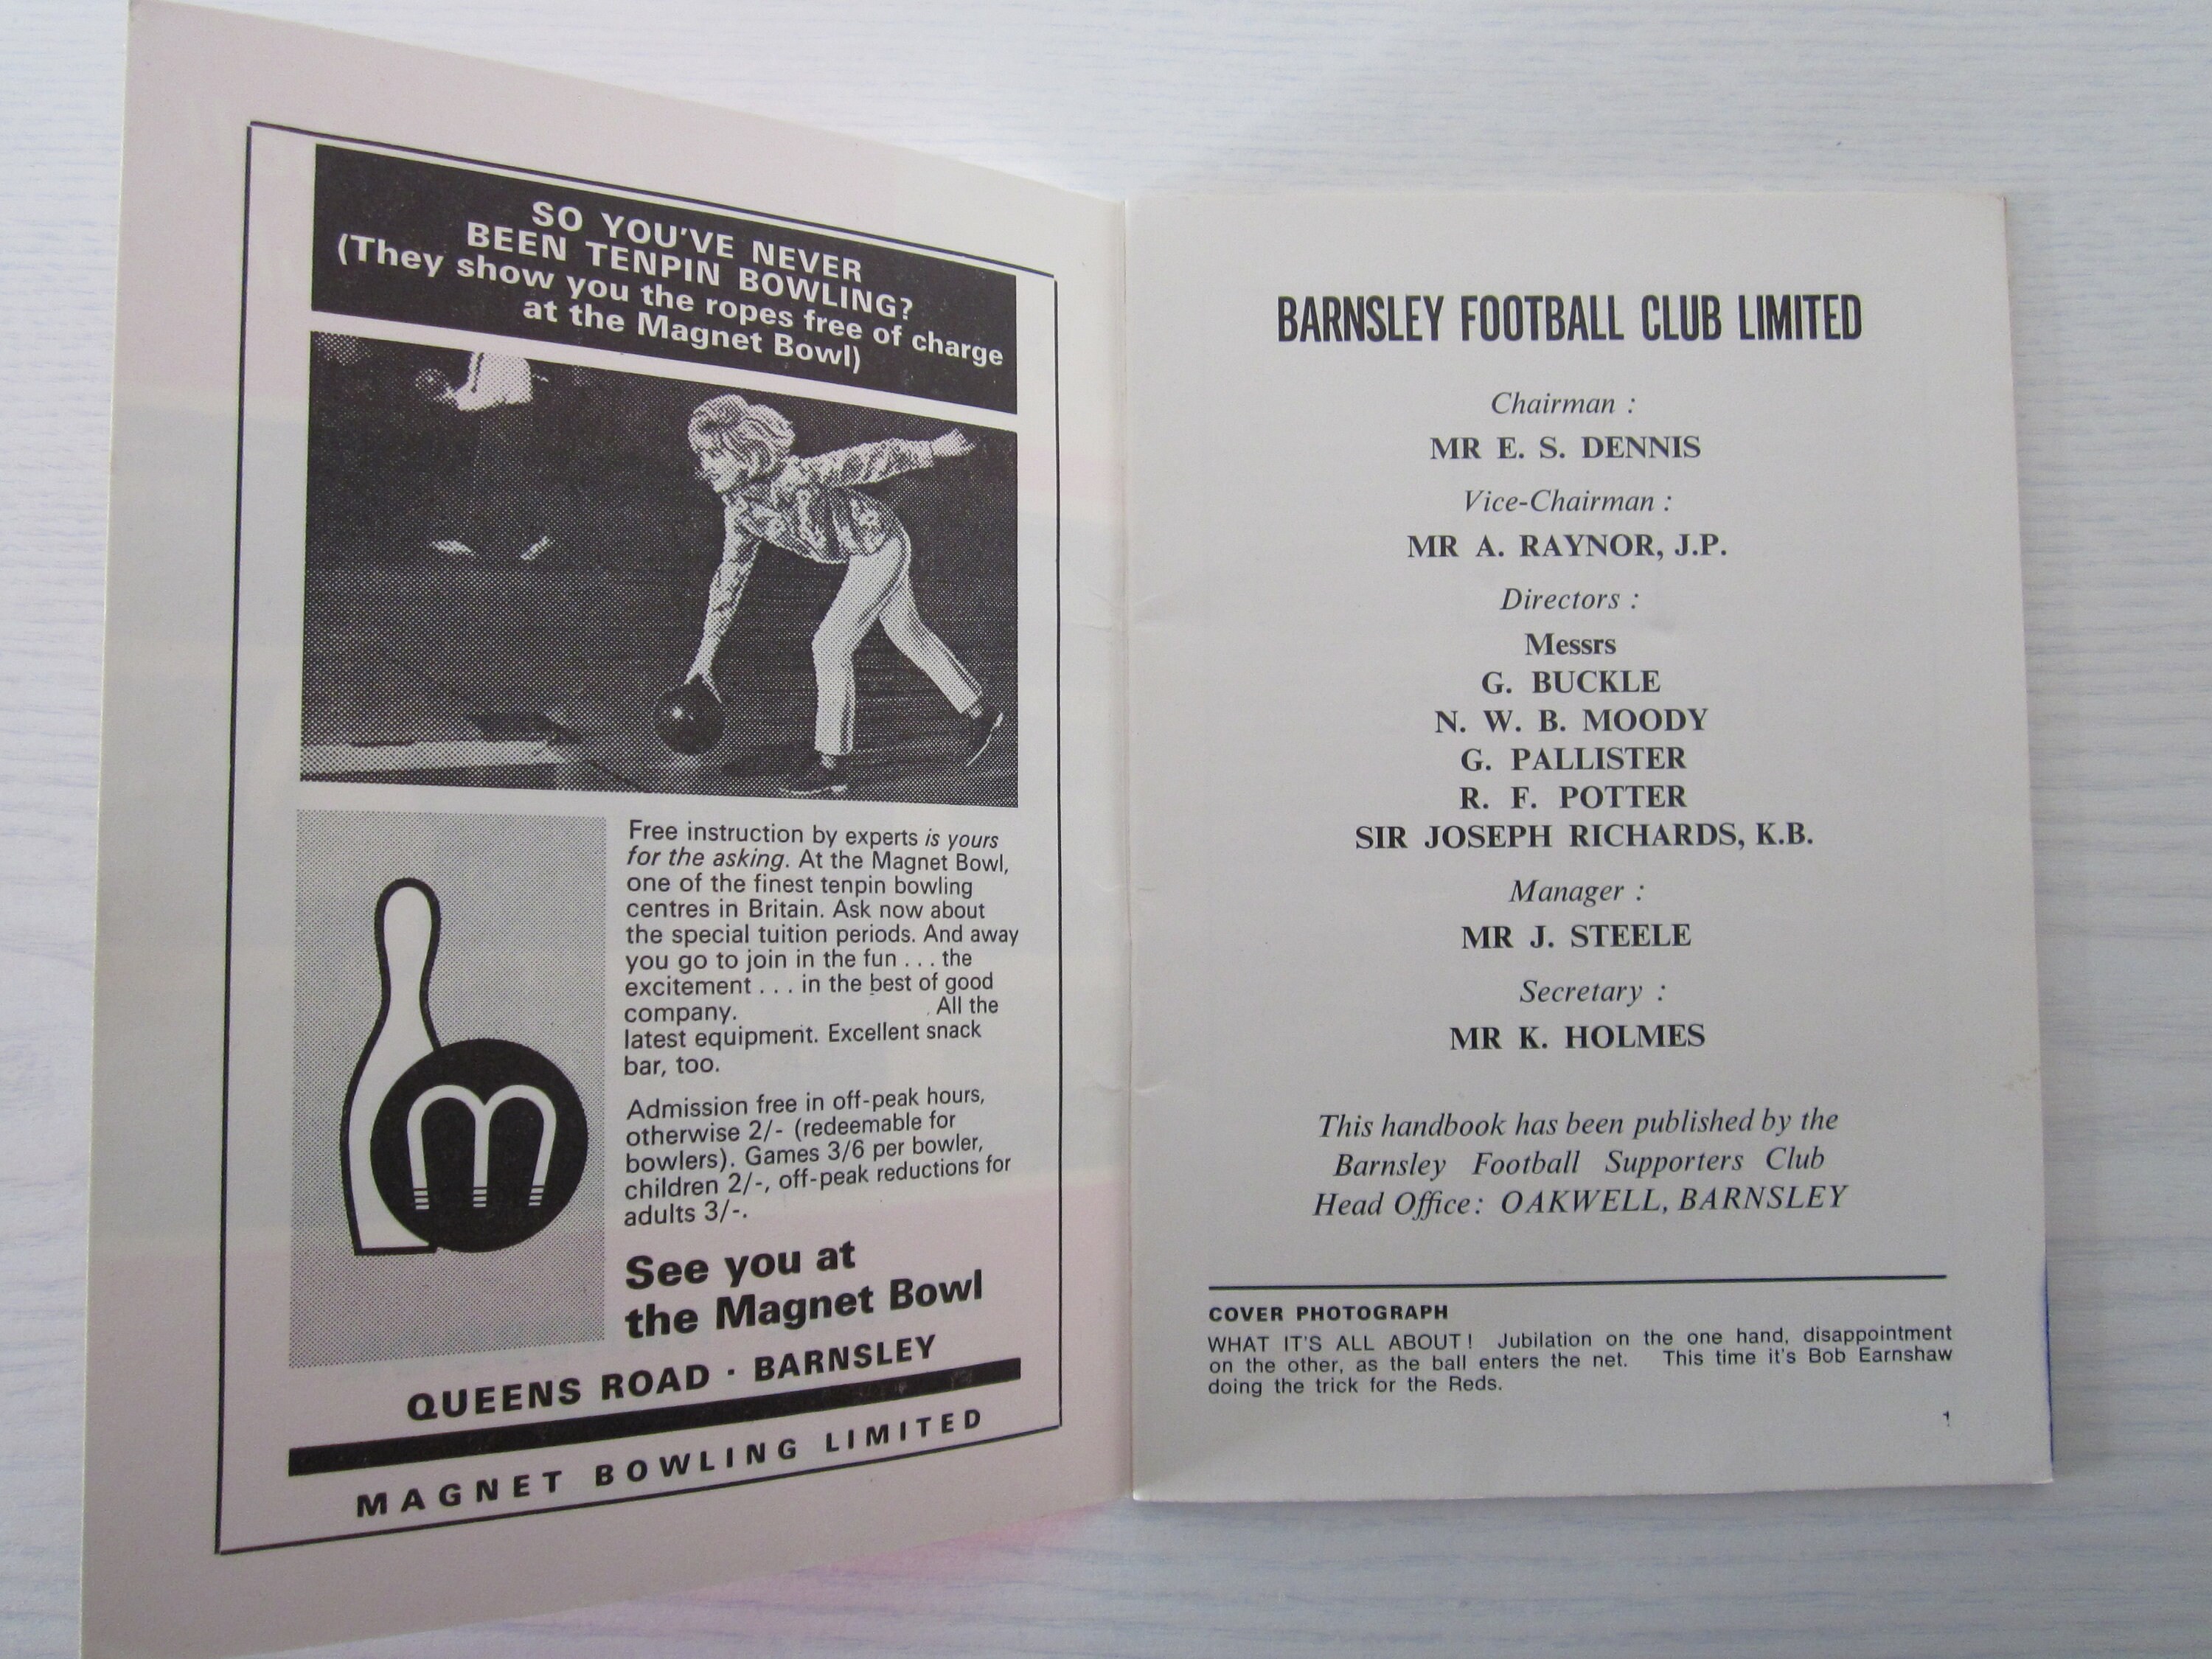 SO YOU'VE NEVER
BEEN TENPIN BOWLING?
(They show you the ropes free of charge
at the Magnet Bowl)
Free instruction by experts is yours
for the asking. At the Magnet Bowl,
one of the finest tenpin bowling
centres in Britain. Ask now about
the special tuition periods. And away
you go to join in the fun . . . the
excitement . . . in the best of good
company. All the
latest equipment. Excellent snack
bar, too.
Admission free in off-peak hours,
otherwise 2/- (redeemable for
bowlers). Games 3/6 per bowler,
children 2/-, off-peak reductions for
adults 3/-.
m
See you at
the Magnet Bowl
QUEENS ROAD · BARNSLEY
MAGNET BOWLING LIMITED
BARNSLEY FOOTBALL CLUB LIMITED
Chairman :
MR E. S. DENNIS
Vice-Chairman :
MR A. RAYNOR, J.P.
Directors :
Messrs
G. BUCKLE
N. W. B. MOODY
G. PALLISTER
R. F. POTTER
SIR JOSEPH RICHARDS, K.B.
Manager :
MR J. STEELE
Secretary :
MR K. HOLMES
This handbook has been published by the
Barnsley Football Supporters Club
Head Office: OAKWELL, BARNSLEY
COVER PHOTOGRAPH
WHAT IT'S ALL ABOUT! Jubilation on the one hand, disappointment
on the other, as the ball enters the net. This time it's Bob Earnshaw
doing the trick for the Reds.
1